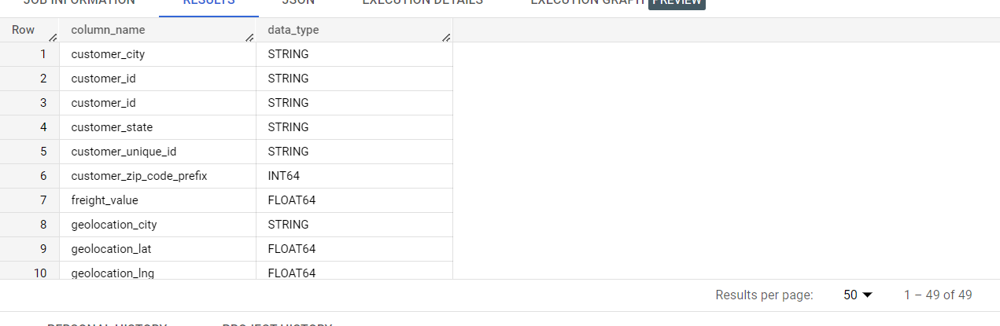 JOB INFORMATION RESULTS JSON EXECUTION DETAILS EXECUTION GRAPH PREVIEW
Row column_name data_type
1 customer_city STRING
2 customer_id STRING
3 customer_id STRING
4 customer_state STRING
5 customer_unique_id STRING
6 customer_zip_code_prefix INT64
7 freight_value FLOAT64
8 geolocation_city STRING
9 geolocation_lat FLOAT64
10 geolocation_lng FLOAT64
Results per page: 50 1 – 49 of 49
PERSONAL HISTORY PROJECT HISTORY